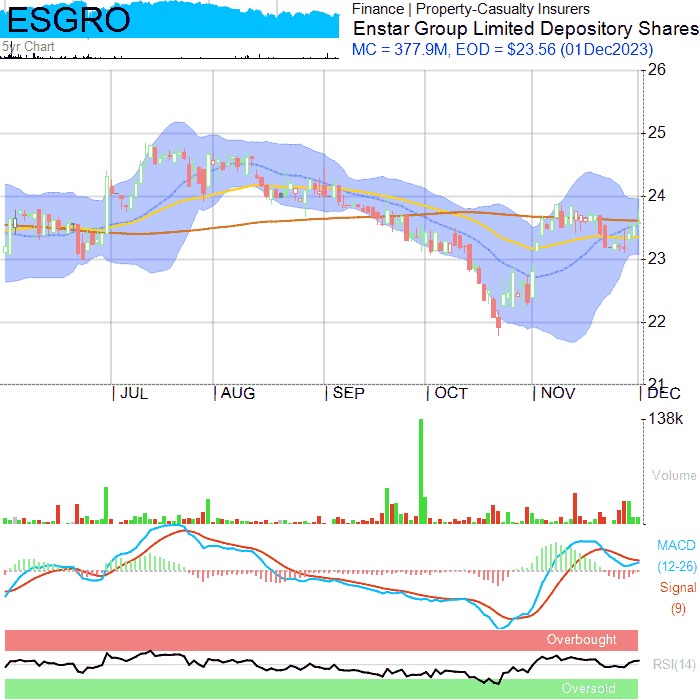 ESGRO
Finance | Property-Casualty Insurers
Enstar Group Limited Depository Shares
5yr Chart
MC = 377.9M, EOD = $23.56 (01Dec2023)
26
25
24
23
22
21
JUL AUG SEP OCT NOV DEC
138k
Volume
MACD
(12-26)
Signal
(9)
Overbought
RSI(14)
Oversold